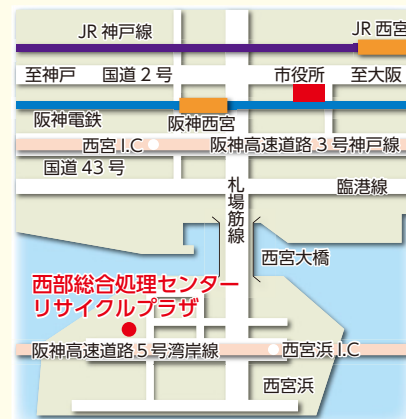 JR 神戸線
JR 西宮
至神戸
国道 2 号
市役所
至大阪
阪神電鉄
阪神西宮
西宮 I.C
阪神高速道路 3 号神戸線
国道 43 号
札場筋線
臨港線
西宮大橋
西部総合処理センター
リサイクルプラザ
阪神高速道路 5 号湾岸線
西宮浜 I.C
西宮浜